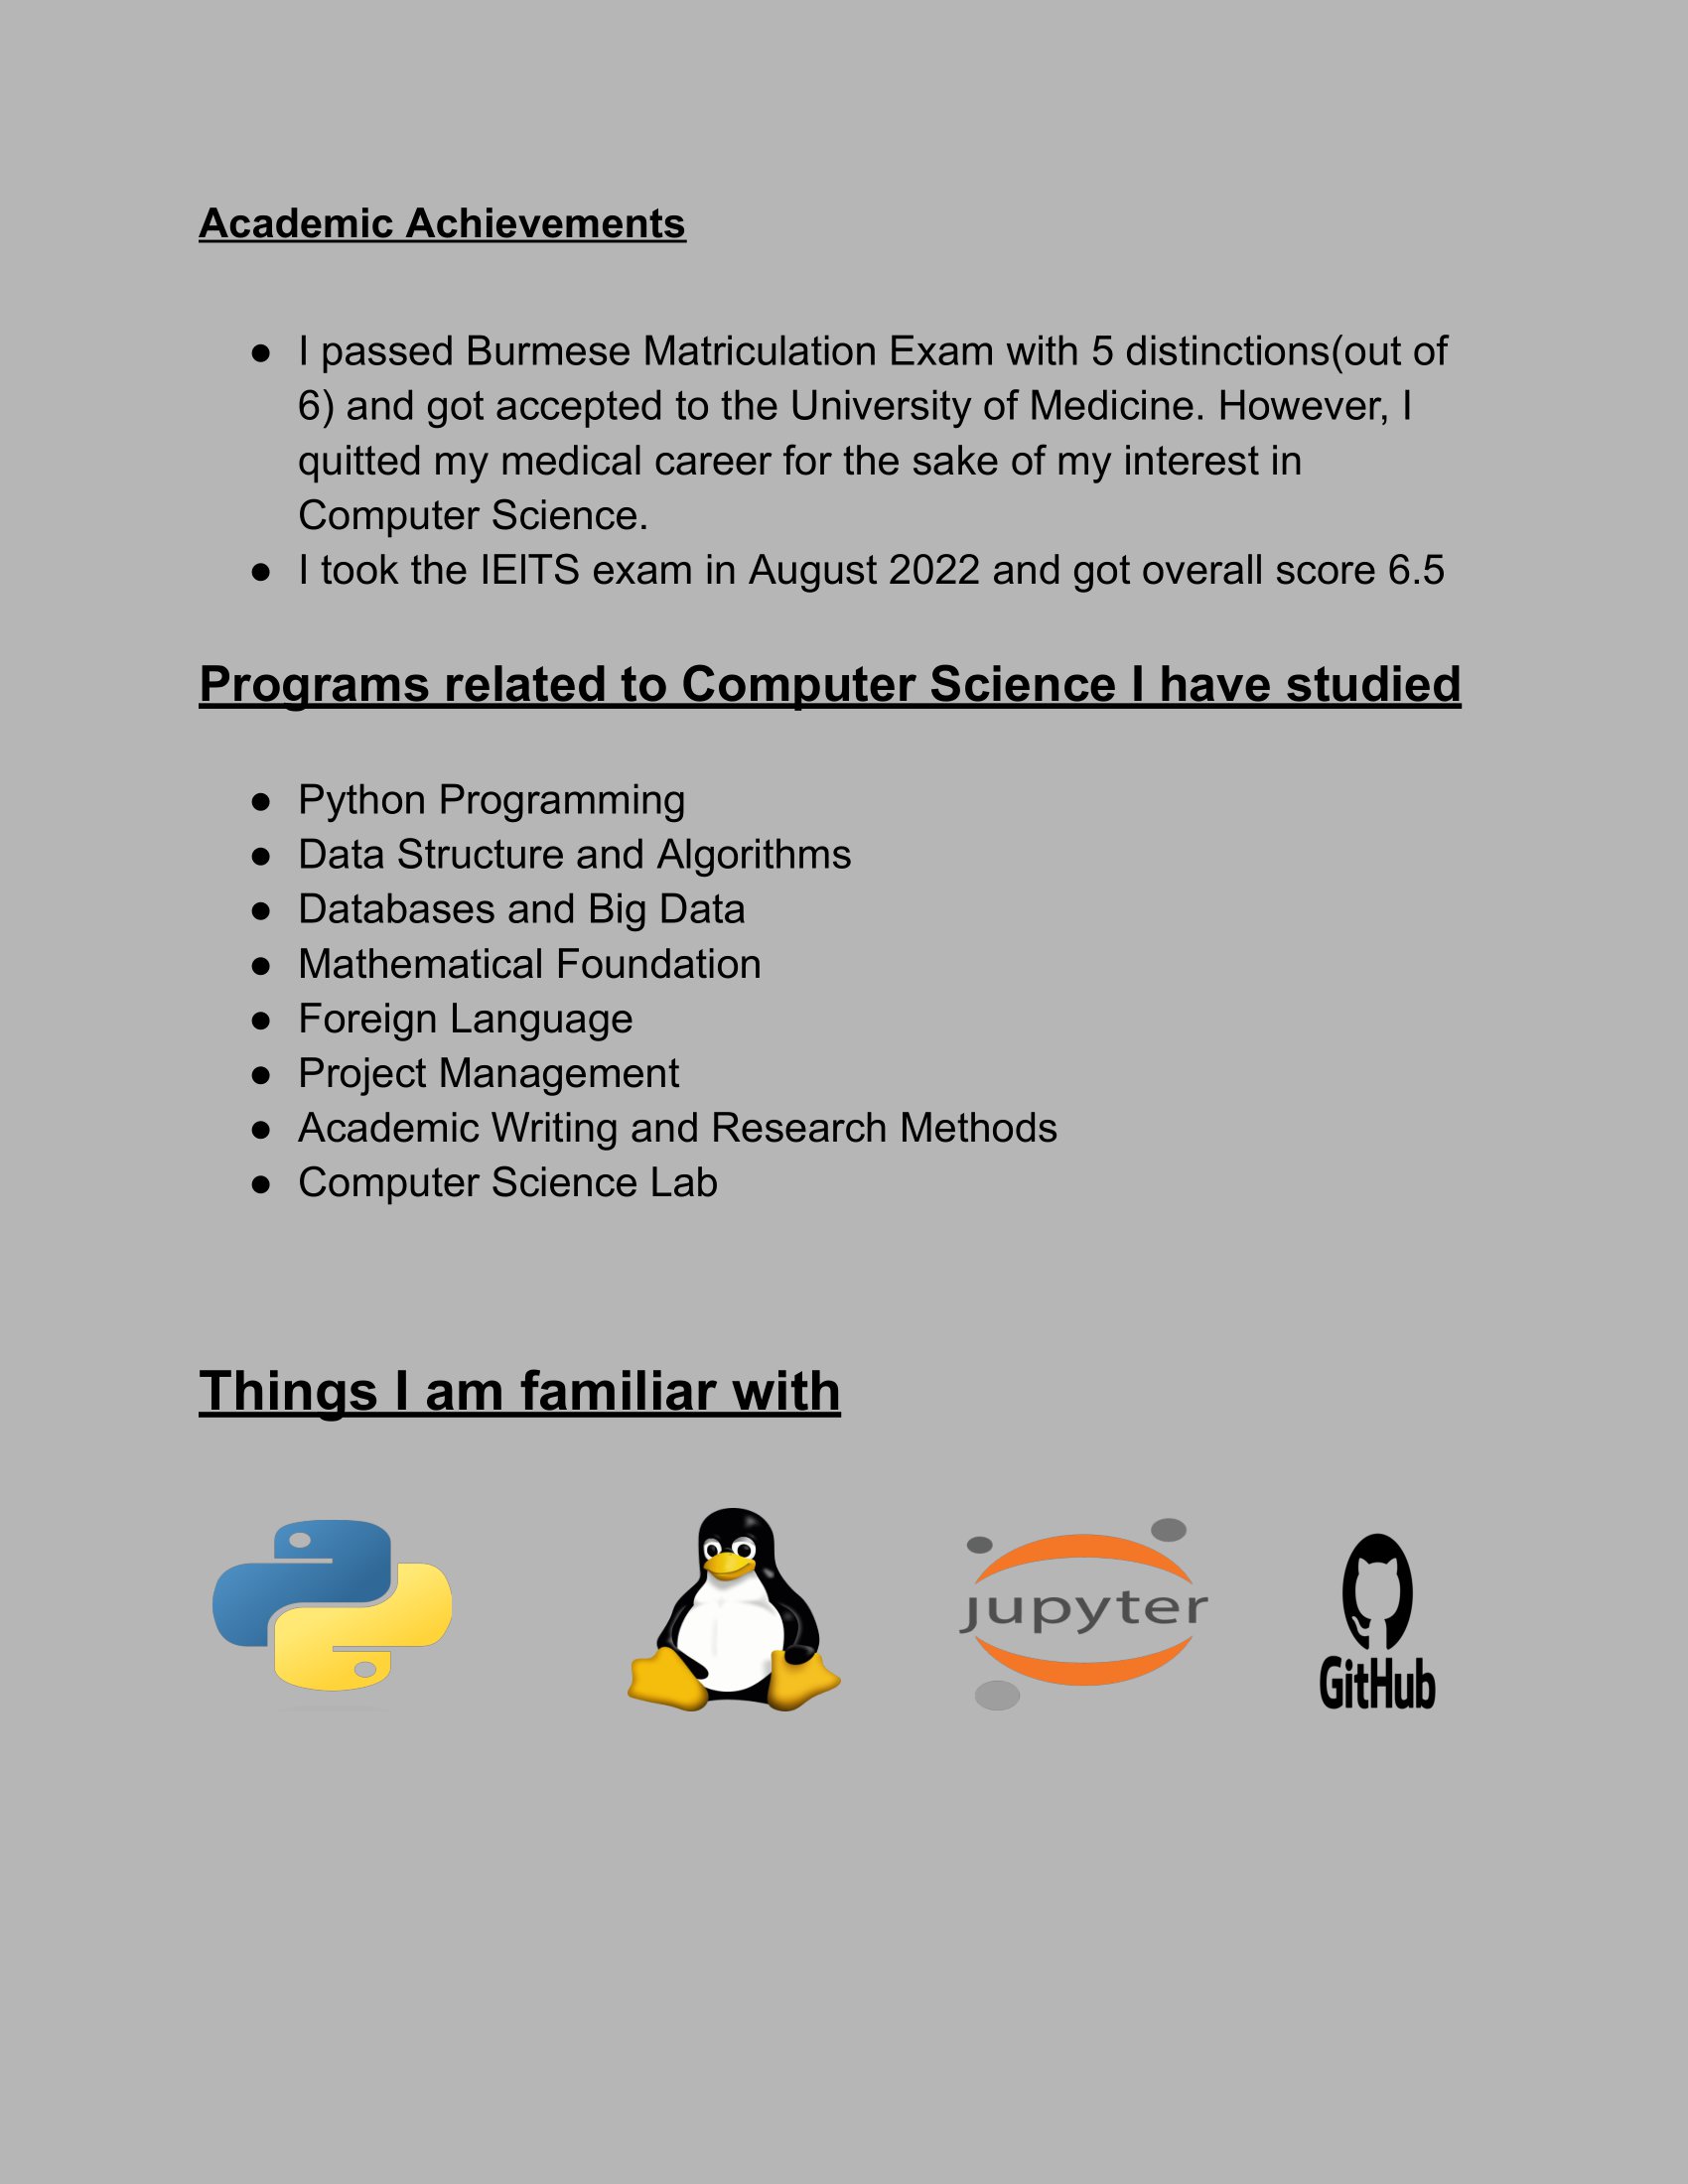 Academic Achievements
● I passed Burmese Matriculation Exam with 5 distinctions(out of
6) and got accepted to the University of Medicine. However, I
quitted my medical career for the sake of my interest in
Computer Science.
● I took the IElTS exam in August 2022 and got overall score 6.5
Programs related to Computer Science I have studied
● Python Programming
● Data Structure and Algorithms
● Databases and Big Data
● Mathematical Foundation
● Foreign Language
● Project Management
● Academic Writing and Research Methods
● Computer Science Lab
Things I am familiar with
jupyter
GitHub